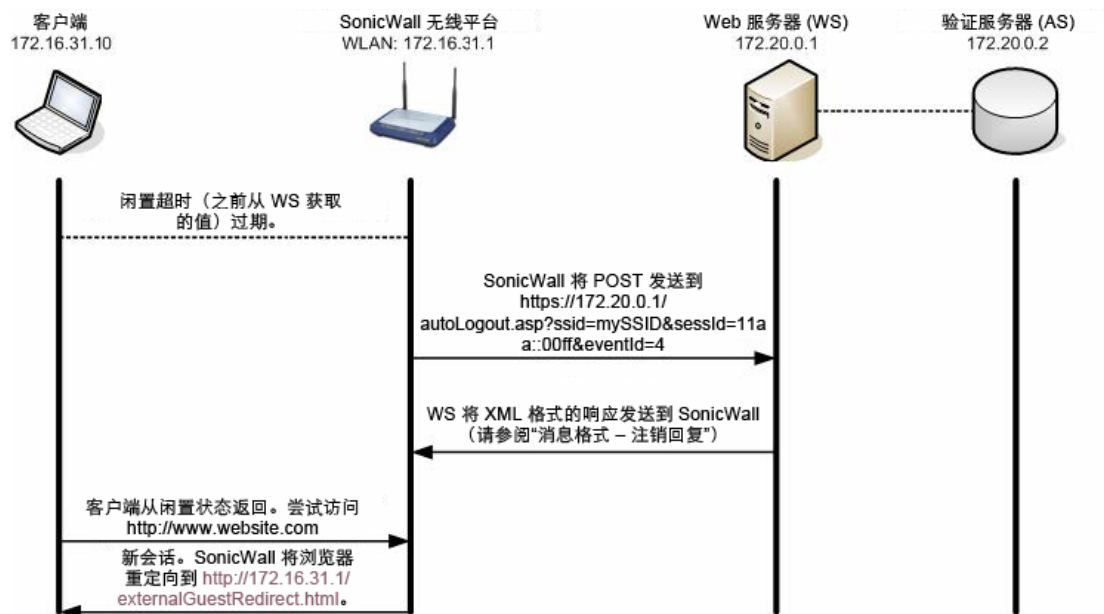 客户端
172.16.31.10
SonicWall 无线平台
WLAN: 172.16.31.1
Web 服务器 (WS)
172.20.0.1
验证服务器 (AS)
172.20.0.2
闲置超时（之前从 WS 获取
的值）过期。
SonicWall 将 POST 发送到
https://172.20.0.1/
autoLogout.asp?ssid=mySSID&sessId=11a
a::00ff&eventId=4
WS 将 XML 格式的响应发送到 SonicWall
（请参阅“消息格式 – 注销回复”）
客户端从闲置状态返回。尝试访问
http://www.website.com
新会话。SonicWall 将浏览器
重定向到 http://172.16.31.1/
externalGuestRedirect.html。